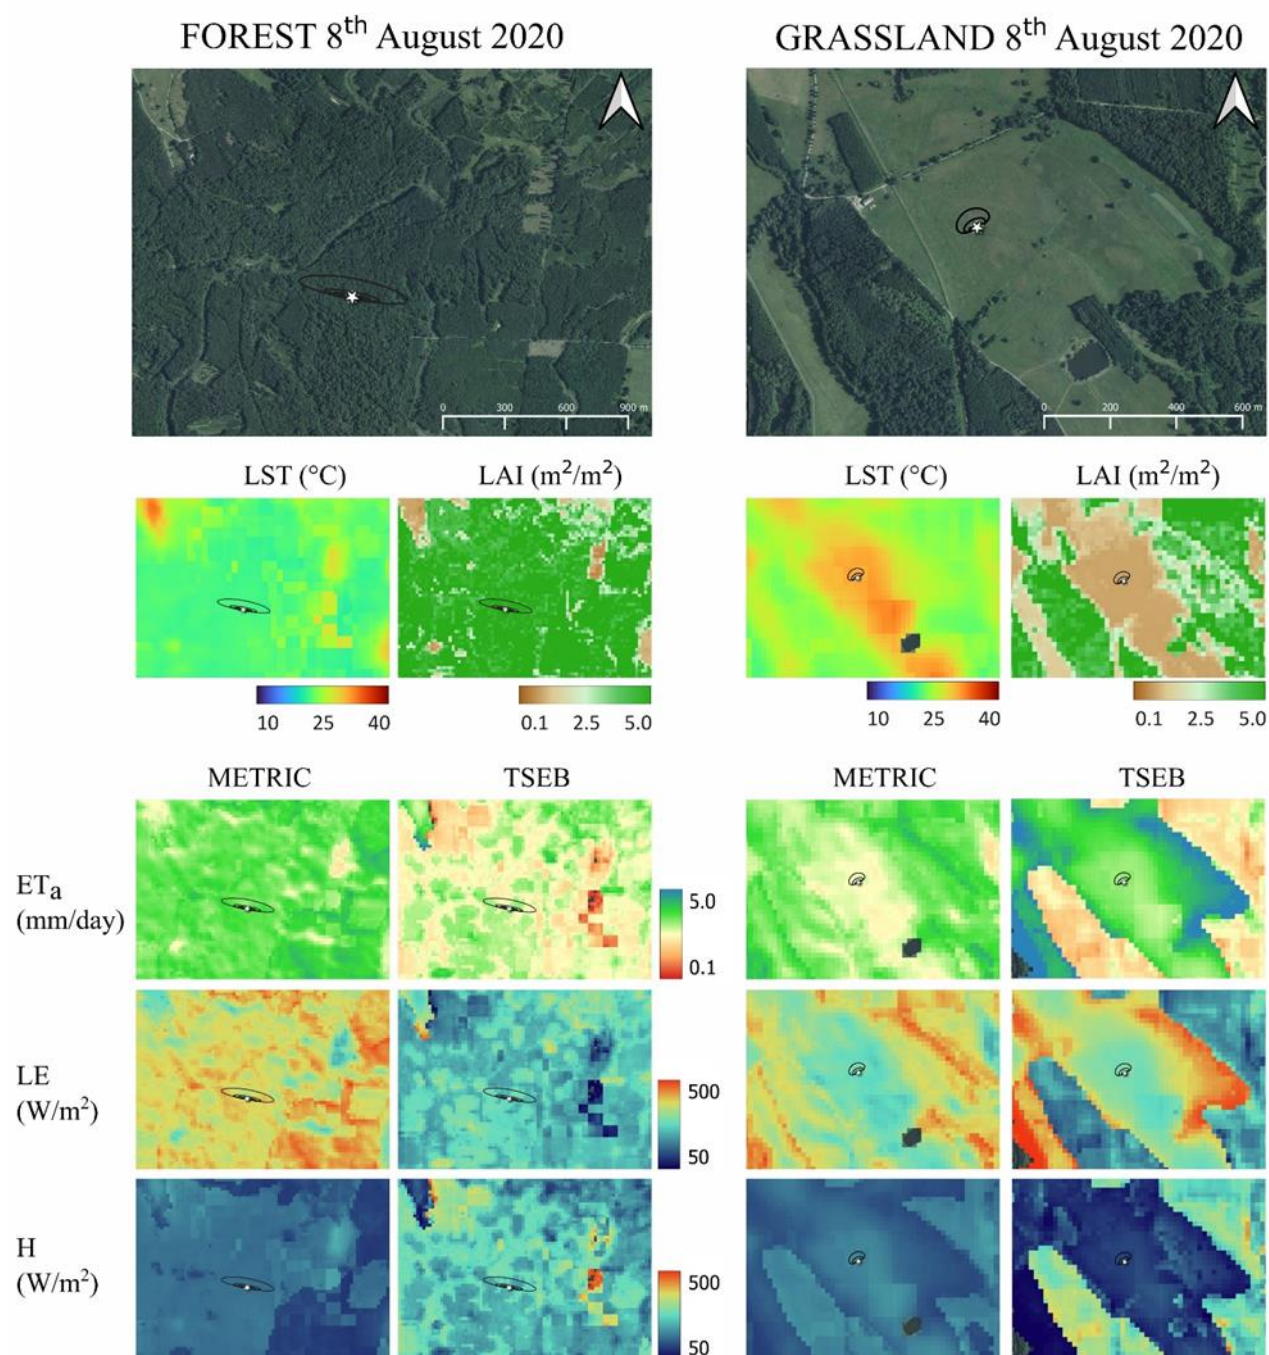 FOREST 8th August 2020 GRASSLAND 8th August 2020
0 300 600 900 m 0 200 400 600 m
LST (°C) LAI (m²/m²) LST (°C) LAI (m²/m²)
10 25 40 0.1 2.5 5.0 10 25 40 0.1 2.5 5.0
METRIC TSEB METRIC TSEB
ETa
(mm/day)
5.0
0.1
LE
(W/m²)
500
50
H
(W/m²)
500
50